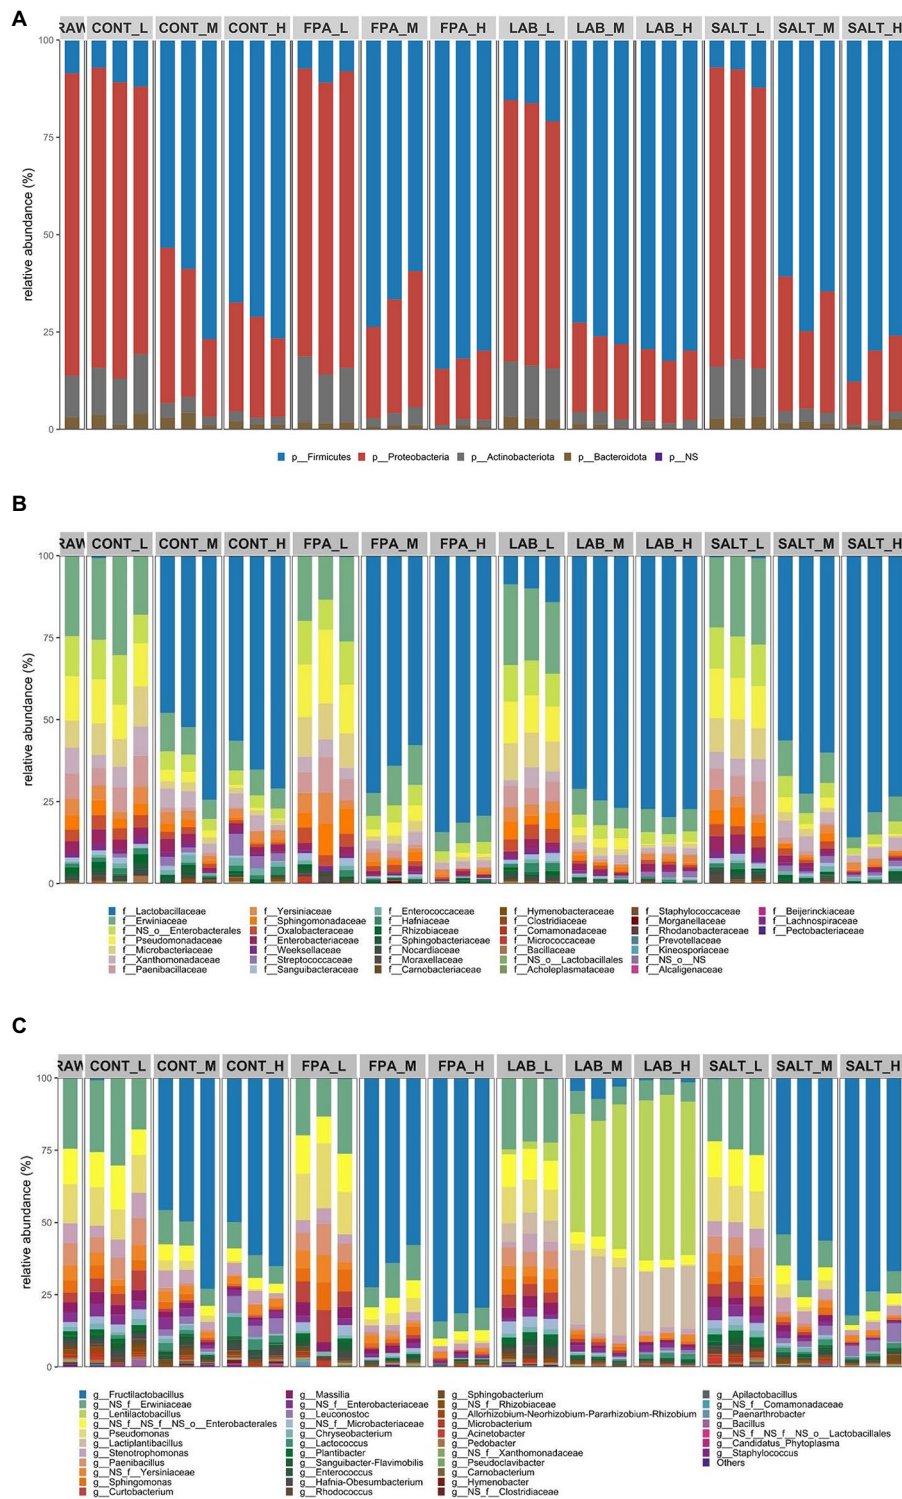 A
RAW CONT_L CONT_M CONT_H FPA_L FPA_M FPA_H LAB_L LAB_M LAB_H SALT_L SALT_M SALT_H
100
75
50
25
0
relative abundance (%)
p__Firmicutes p__Proteobacteria p__Actinobacteriota p__Bacteroidota p__NS
B
RAW CONT_L CONT_M CONT_H FPA_L FPA_M FPA_H LAB_L LAB_M LAB_H SALT_L SALT_M SALT_H
100
75
50
25
0
relative abundance (%)
f__Lactobacillaceae f__Yersiniaceae f__Enterococcaceae f__Hymenobacteraceae f__Staphylococcaceae f__Beijerinckiaceae
f__Erwiniaceae f__Sphingomonadaceae f__Hafniaceae f__Clostridiaceae f__Morganellaceae f__Lachnospiraceae
f__NS_o__Enterobacterales f__Oxalobacteraceae f__Rhizobiaceae f__Comamonadaceae f__Rhodanobacteraceae f__Pectobacteriaceae
f__Pseudomonadaceae f__Enterobacteriaceae f__Sphingobacteriaceae f__Micrococcaceae f__Prevotellaceae
f__Microbacteriaceae f__Weeksellaceae f__Nocardiaceae f__Bacillaceae f__Kineosporiaceae
f__Xanthomonadaceae f__Streptococcaceae f__Moraxellaceae f__NS_o__Lactobacillales f__NS_o__NS
f__Paenibacillaceae f__Sanguibacteraceae f__Carnobacteriaceae f__Acholeplasmataceae f__Alcaligenaceae
C
RAW CONT_L CONT_M CONT_H FPA_L FPA_M FPA_H LAB_L LAB_M LAB_H SALT_L SALT_M SALT_H
100
75
50
25
0
relative abundance (%)
g__Fructilactobacillus g__Massilia g__Sphingobacterium g__Apilactobacillus
g__NS_f__Erwiniaceae g__NS_f__Enterobacteriaceae g__NS_f__Rhizobiaceae g__NS_f__Comamonadaceae
g__Lentilactobacillus g__Leuconostoc g__Allorhizobium-Neorhizobium-Pararhizobium-Rhizobium g__Paenarthrobacter
g__NS_f__NS_f__NS_o__Enterobacterales g__NS_f__Microbacteriaceae g__Microbacterium g__Bacillus
g__Pseudomonas g__Chryseobacterium g__Acinetobacter g__NS_f__NS_f__NS_o__Lactobacillales
g__Lactiplantibacillus g__Lactococcus g__Pedobacter g__Candidatus_Phytoplasma
g__Stenotrophomonas g__Plantibacter g__NS_f__Xanthomonadaceae g__Staphylococcus
g__Paenibacillus g__Sanguibacter-Flavimobilis g__Pseudoclavibacter Others
g__NS_f__Yersiniaceae g__Enterococcus g__Carnobacterium
g__Sphingomonas g__Hafnia-Obesumbacterium g__Hymenobacter
g__Curtobacterium g__Rhodococcus g__NS_f__Clostridiaceae